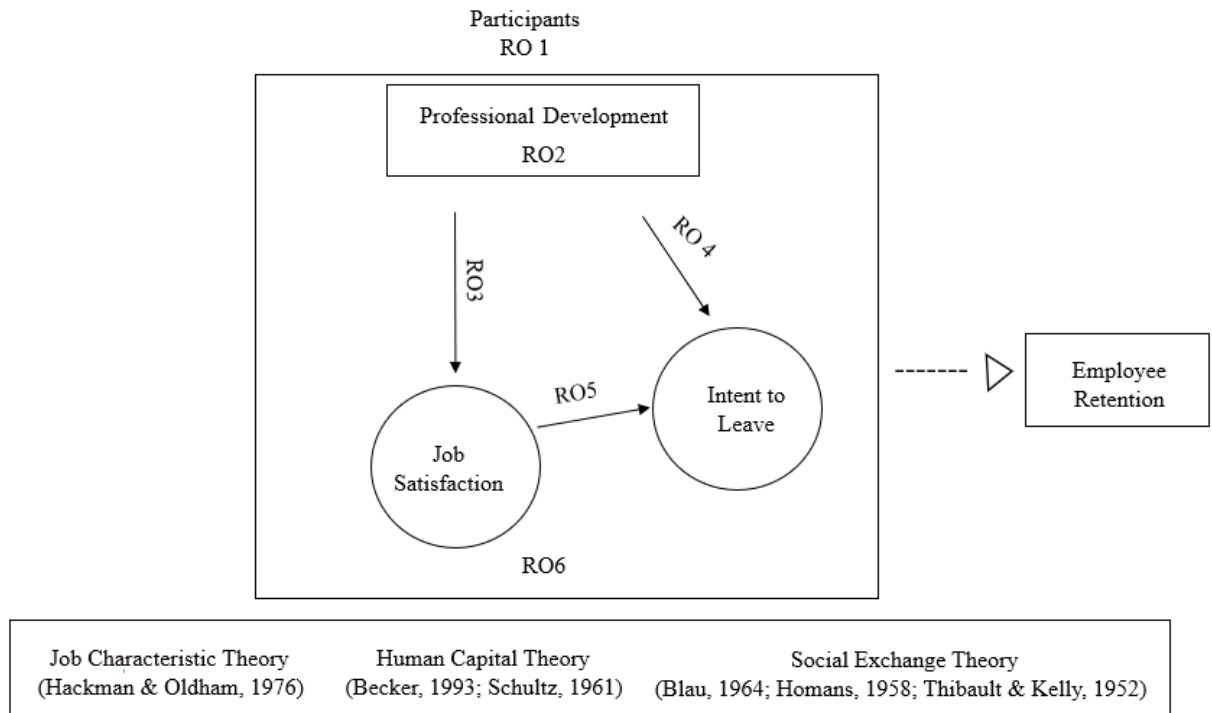 Participants
RO 1
Professional Development
RO2
RO3
RO 4
RO5
Intent to
Leave
Job
Satisfaction
RO6
Employee
Retention
Job Characteristic Theory
(Hackman & Oldham, 1976)
Human Capital Theory
(Becker, 1993; Schultz, 1961)
Social Exchange Theory
(Blau, 1964; Homans, 1958; Thibault & Kelly, 1952)